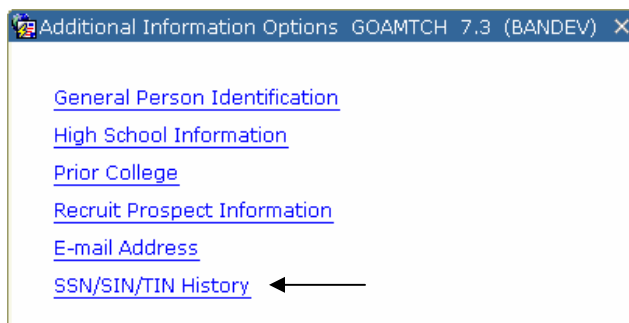 Additional Information Options GOAMTCH 7.3 (BANDEV)
General Person Identification
High School Information
Prior College
Recruit Prospect Information
E-mail Address
SSN/SIN/TIN History